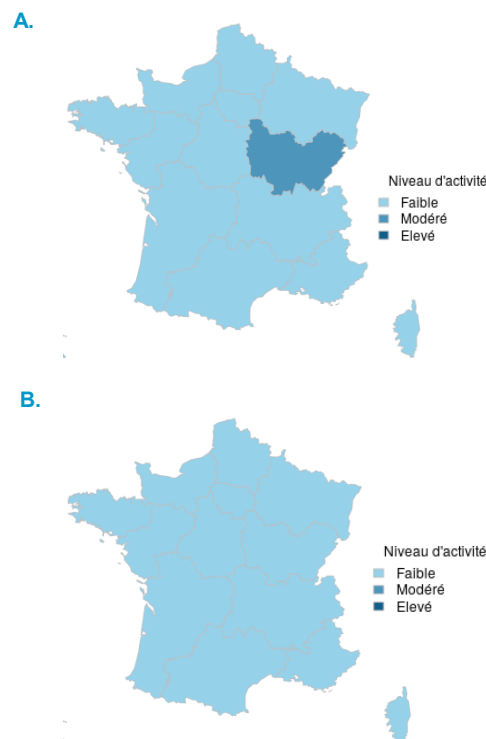 A.
Niveau d'activité
Faible
Modéré
Elevé
B.
Niveau d'activité
Faible
Modéré
Elevé